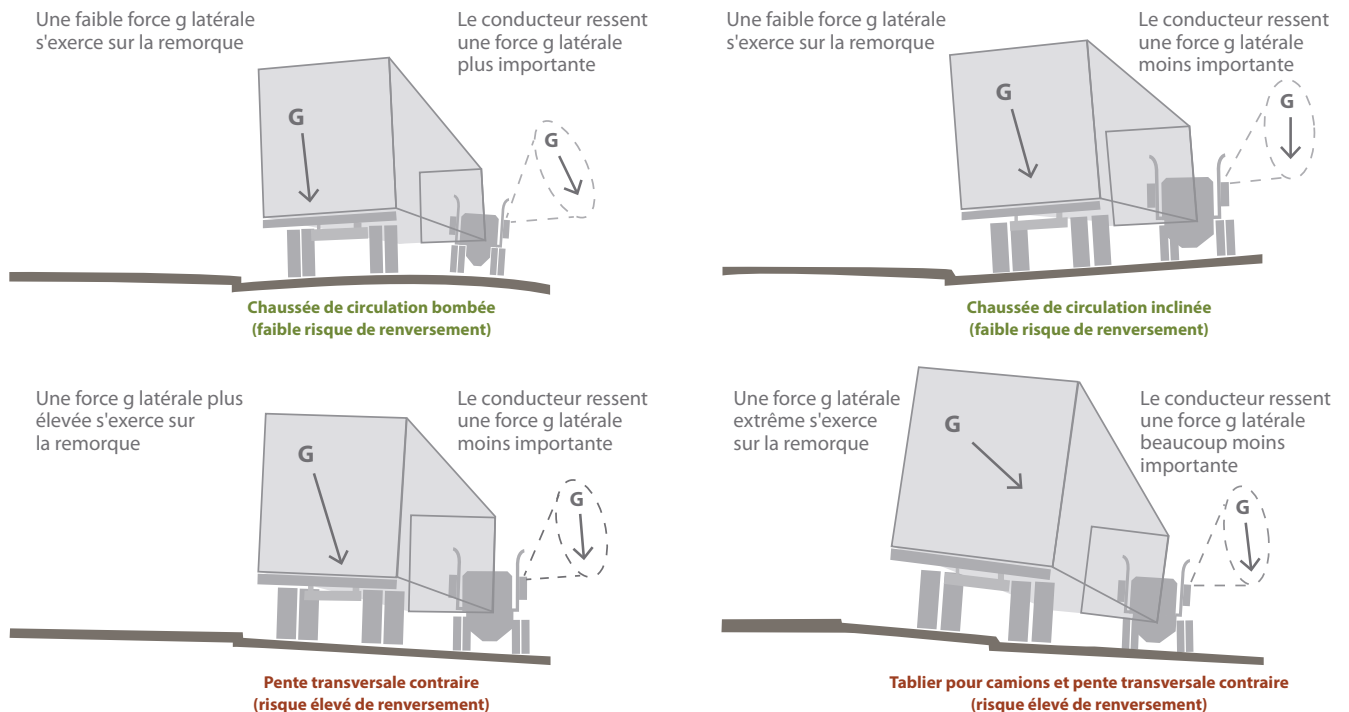 Une faible force g latérale
s'exerce sur la remorque
Le conducteur ressent
une force g latérale
plus importante
G
G
Chaussée de circulation bombée
(faible risque de renversement)
Une faible force g latérale
s'exerce sur la remorque
Le conducteur ressent
une force g latérale
moins importante
G
G
Chaussée de circulation inclinée
(faible risque de renversement)
Une force g latérale plus
élevée s'exerce sur
la remorque
Le conducteur ressent
une force g latérale
moins importante
G
G
Pente transversale contraire
(risque élevé de renversement)
Une force g latérale
extrême s'exerce
sur la remorque
Le conducteur ressent
une force g latérale
beaucoup moins
importante
G
G
Tablier pour camions et pente transversale contraire
(risque élevé de renversement)